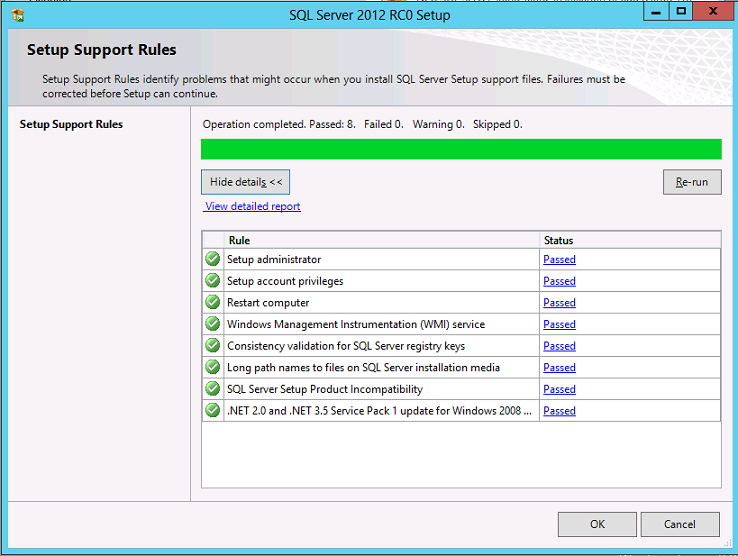 SQL Server 2012 RC0 Setup
Setup Support Rules
Setup Support Rules identify problems that might occur when you install SQL Server Setup support files. Failures must be
corrected before Setup can continue.
Setup Support Rules
Operation completed. Passed: 8. Failed 0. Warning 0. Skipped 0.
Hide details <<
Re-run
View detailed report
Rule Status
Setup administrator Passed
Setup account privileges Passed
Restart computer Passed
Windows Management Instrumentation (WMI) service Passed
Consistency validation for SQL Server registry keys Passed
Long path names to files on SQL Server installation media Passed
SQL Server Setup Product Incompatibility Passed
.NET 2.0 and .NET 3.5 Service Pack 1 update for Windows 2008 ... Passed
OK Cancel